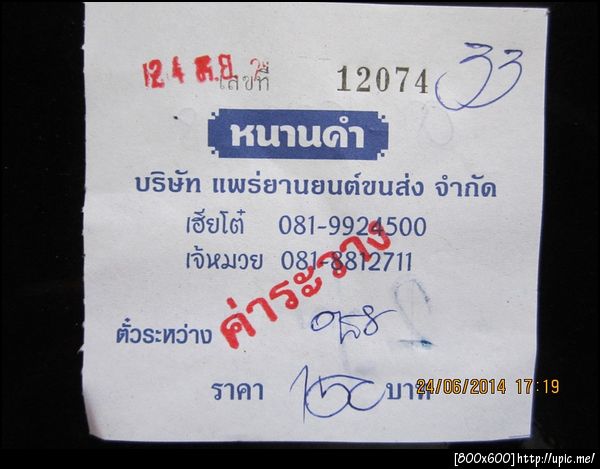 12 4 มิ.ย. 2 เลขที่ 12074 33
หนานคำ
บริษัท แพร่ยานยนต์ขนส่ง จำกัด
เฮียโต๋ 081-9924500
เจ้หมวย 081-8812711
ค่าระวาง
ตั๋วระหว่าง
ราคา 150 บาท
24/06/2014 17:19
[800x600]http://upic.me/